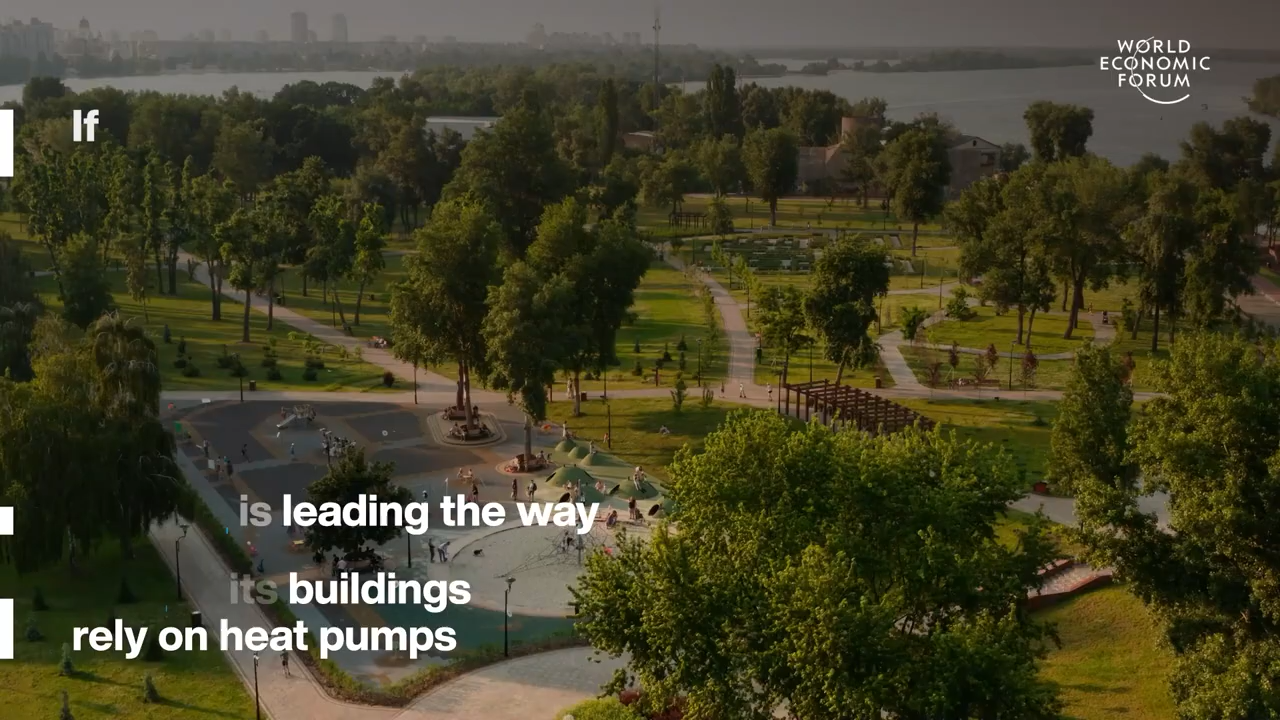 WORLD
ECONOMIC
FORUM
If
is leading the way
its buildings
rely on heat pumps